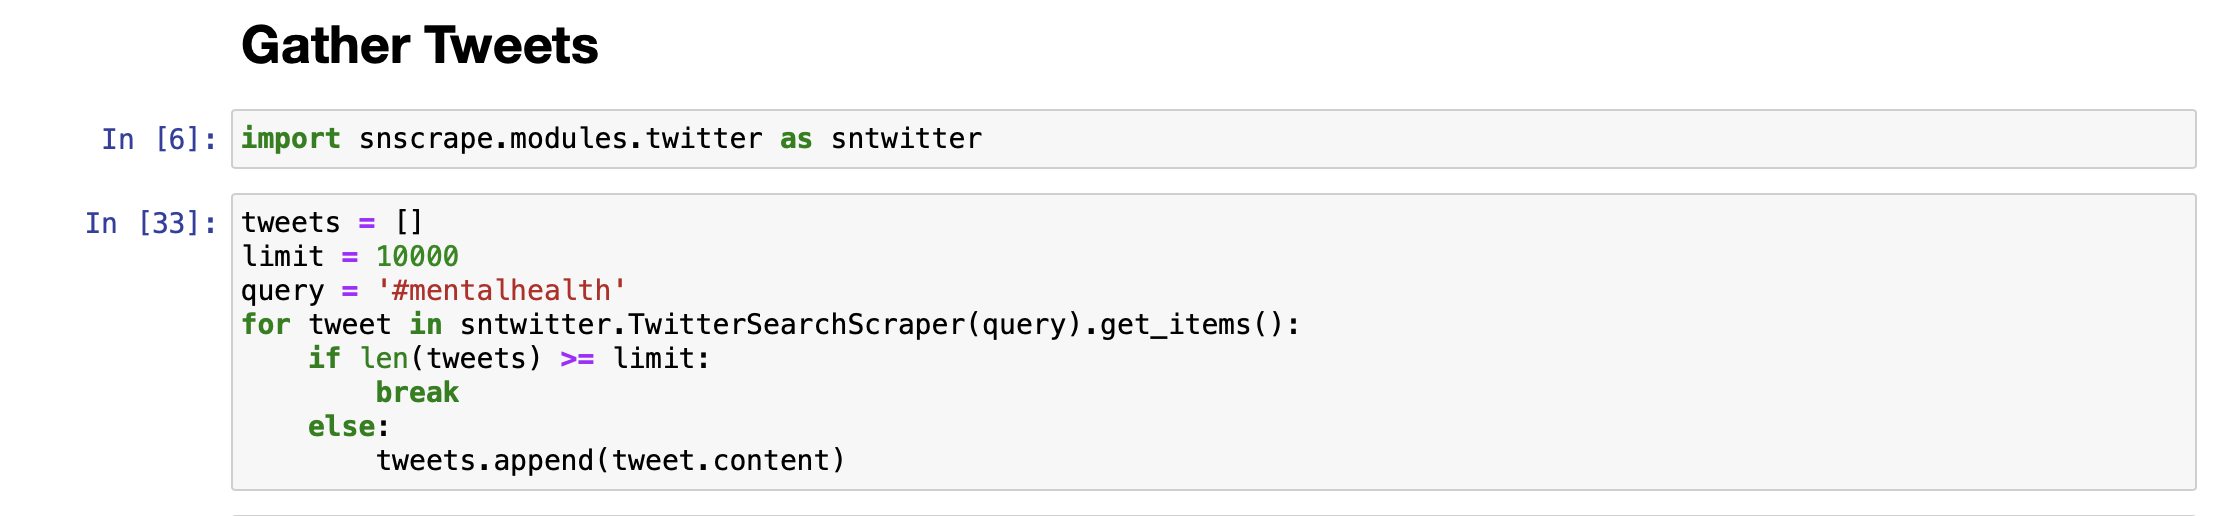 Gather Tweets
In [6]: import snscrape.modules.twitter as sntwitter
In [33]: tweets = []
limit = 10000
query = '#mentalhealth'
for tweet in sntwitter.TwitterSearchScraper(query).get_items():
    if len(tweets) >= limit:
        break
    else:
        tweets.append(tweet.content)